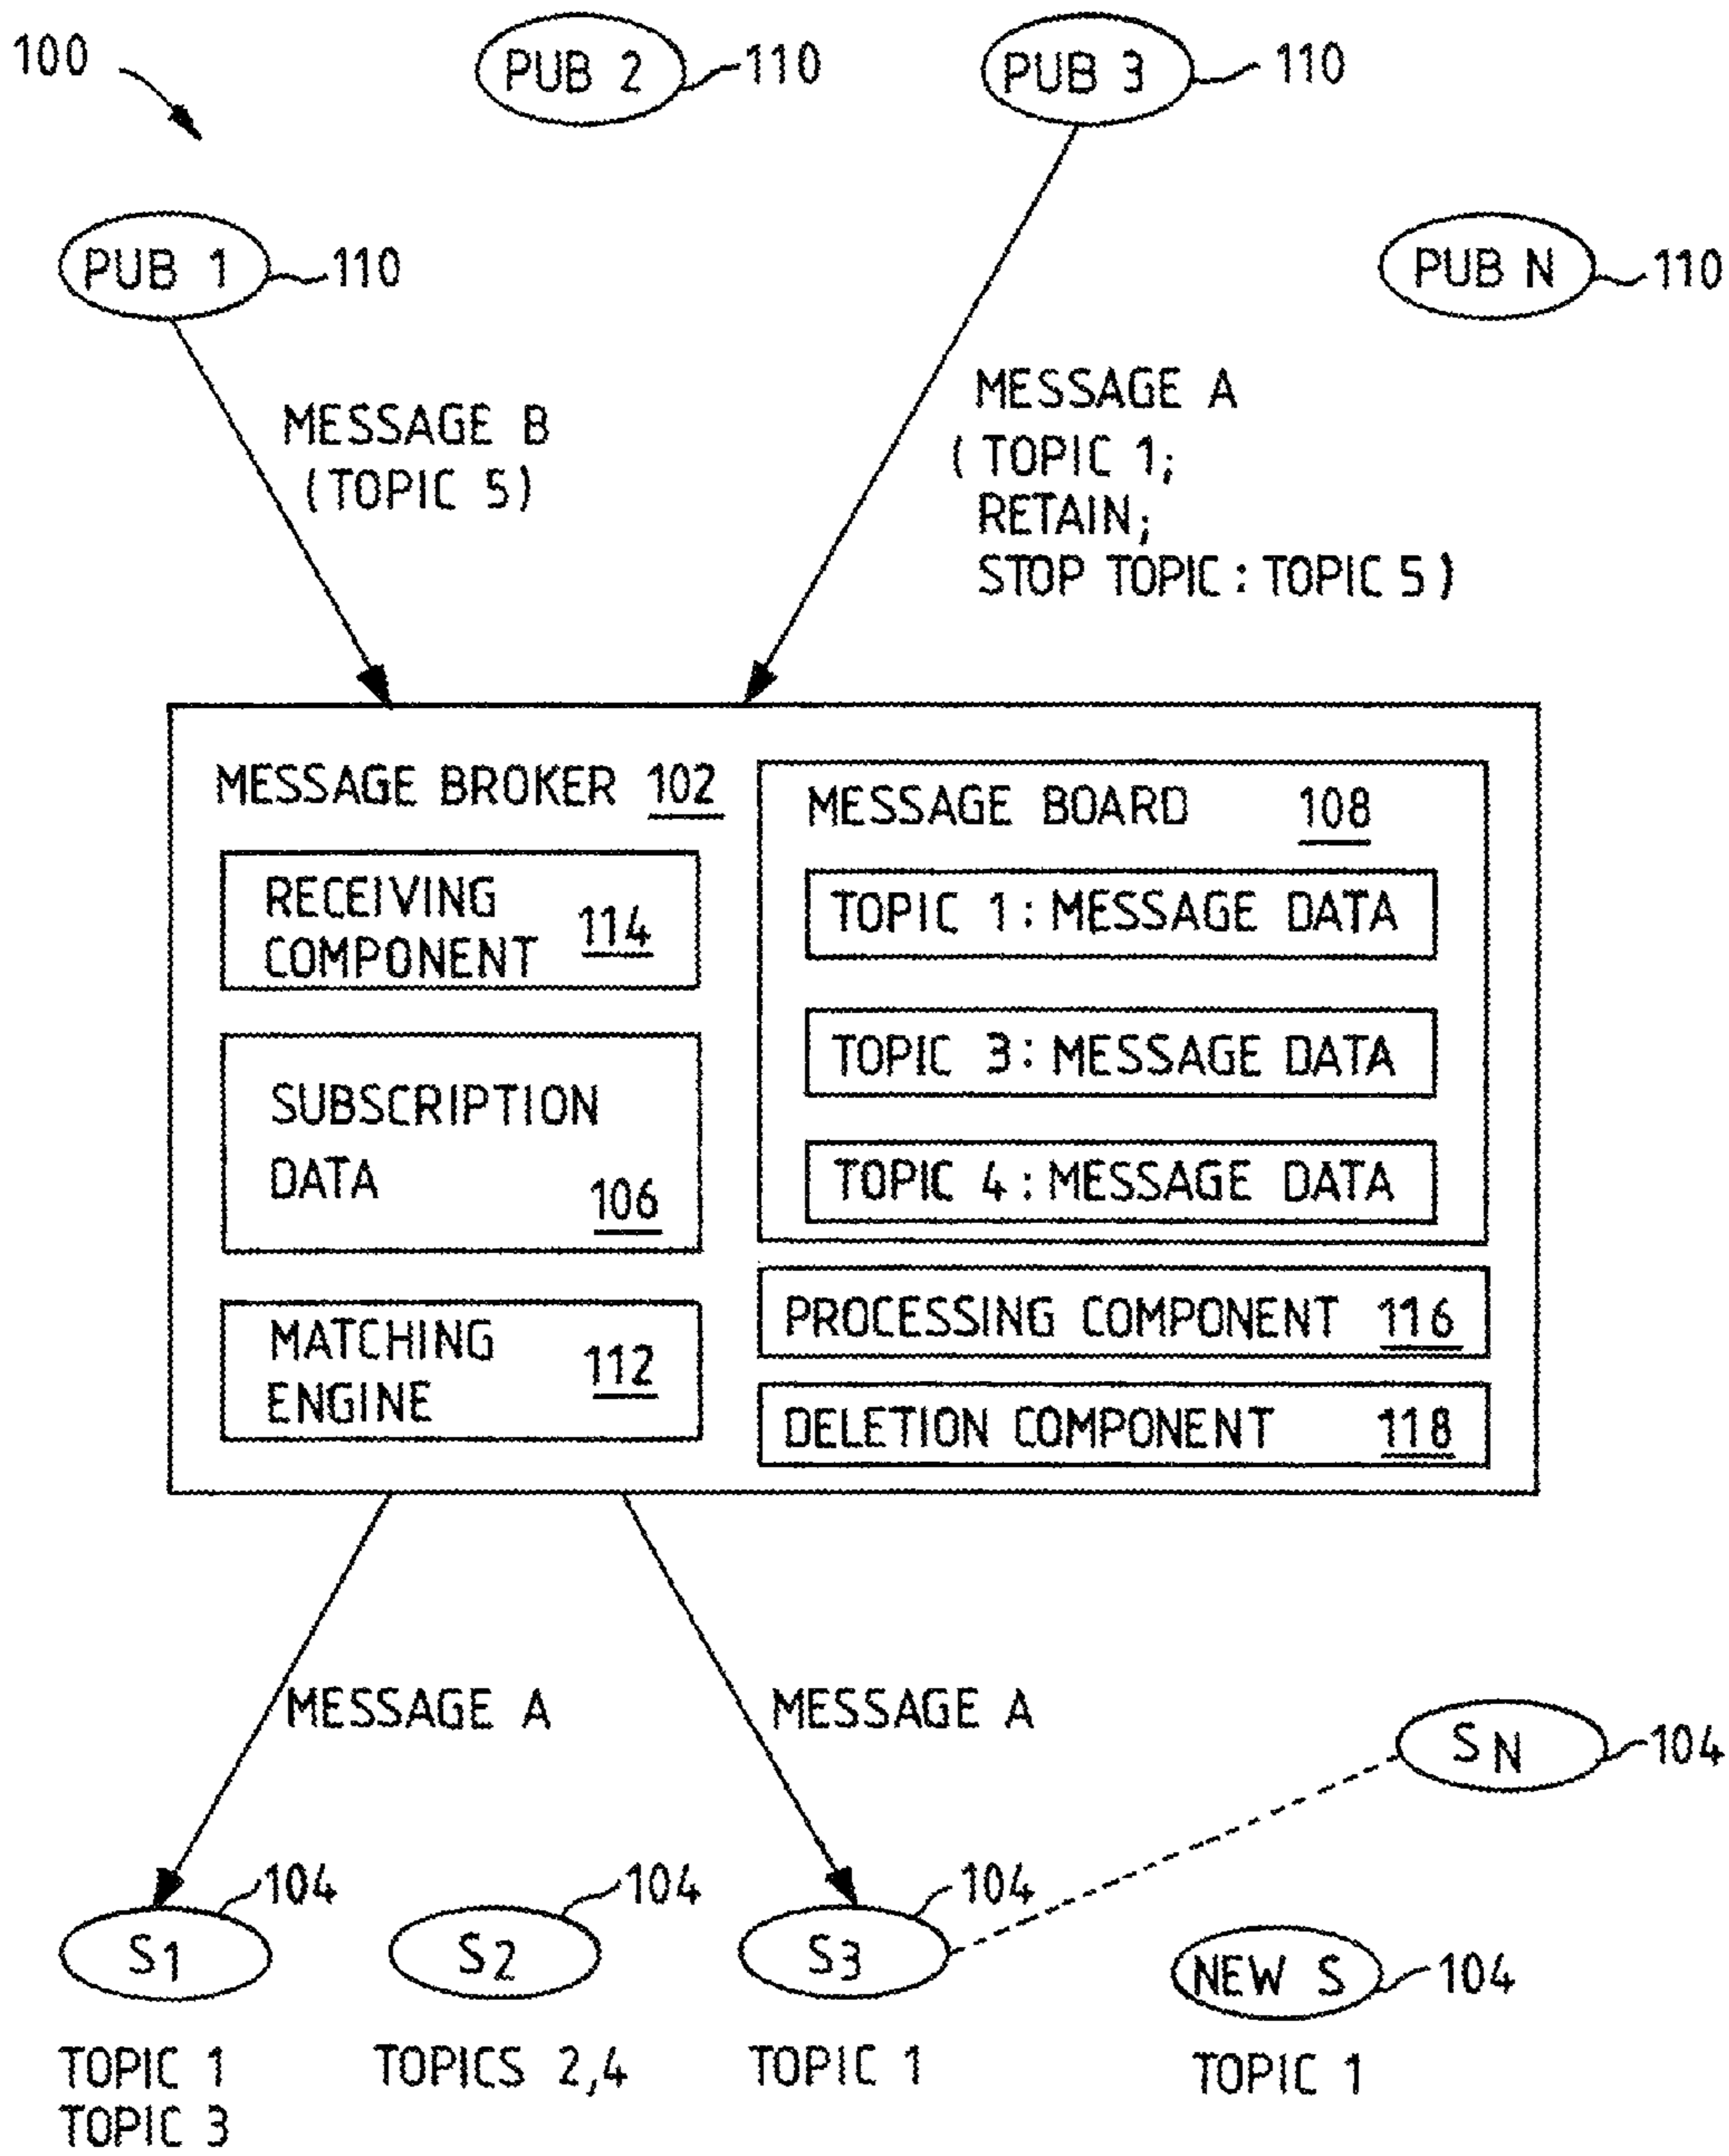 100
PUB 2
110
PUB 3
110
PUB 1
110
PUB N
110
MESSAGE B
(TOPIC 5)
MESSAGE A
(TOPIC 1;
RETAIN;
STOP TOPIC: TOPIC 5)
MESSAGE BROKER 102
RECEIVING
COMPONENT 114
SUBSCRIPTION
DATA
106
MATCHING
ENGINE
112
MESSAGE BOARD 108
TOPIC 1: MESSAGE DATA
TOPIC 3: MESSAGE DATA
TOPIC 4: MESSAGE DATA
PROCESSING COMPONENT 116
DELETION COMPONENT 118
MESSAGE A
MESSAGE A
SN
104
S1
104
S2
104
S3
104
NEW S
104
TOPIC 1
TOPIC 3
TOPICS 2,4
TOPIC 1
TOPIC 1